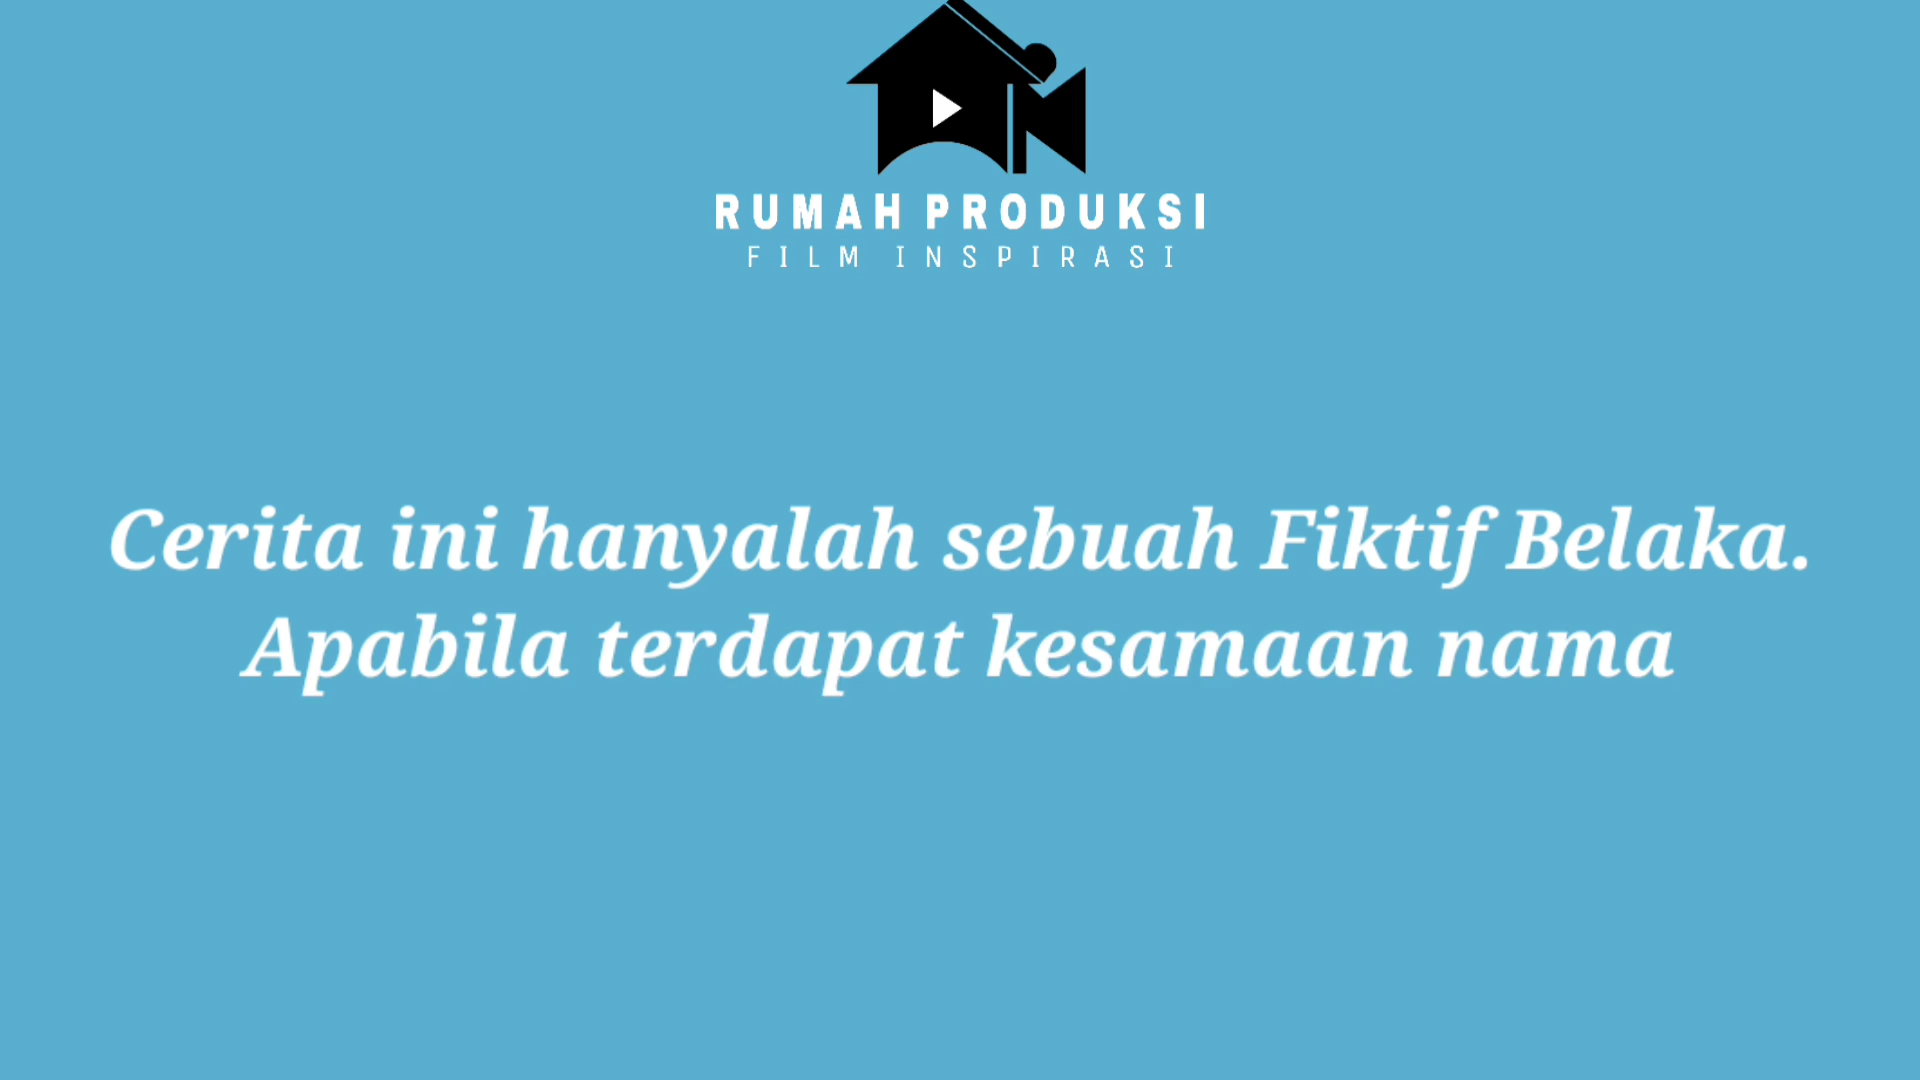 RUMAH PRODUKSI
FILM INSPIRASI
Cerita ini hanyalah sebuah Fiktif Belaka.
Apabila terdapat kesamaan nama